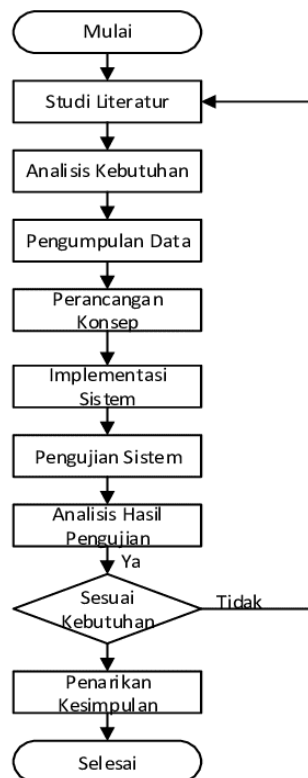 Mulai
Studi Literatur
Analisis Kebutuhan
Pengumpulan Data
Perancangan
Konsep
Implementasi
Sistem
Pengujian Sistem
Analisis Hasil
Pengujian
Ya
Sesuai
Kebutuhan
Tidak
Penarikan
Kesimpulan
Selesai